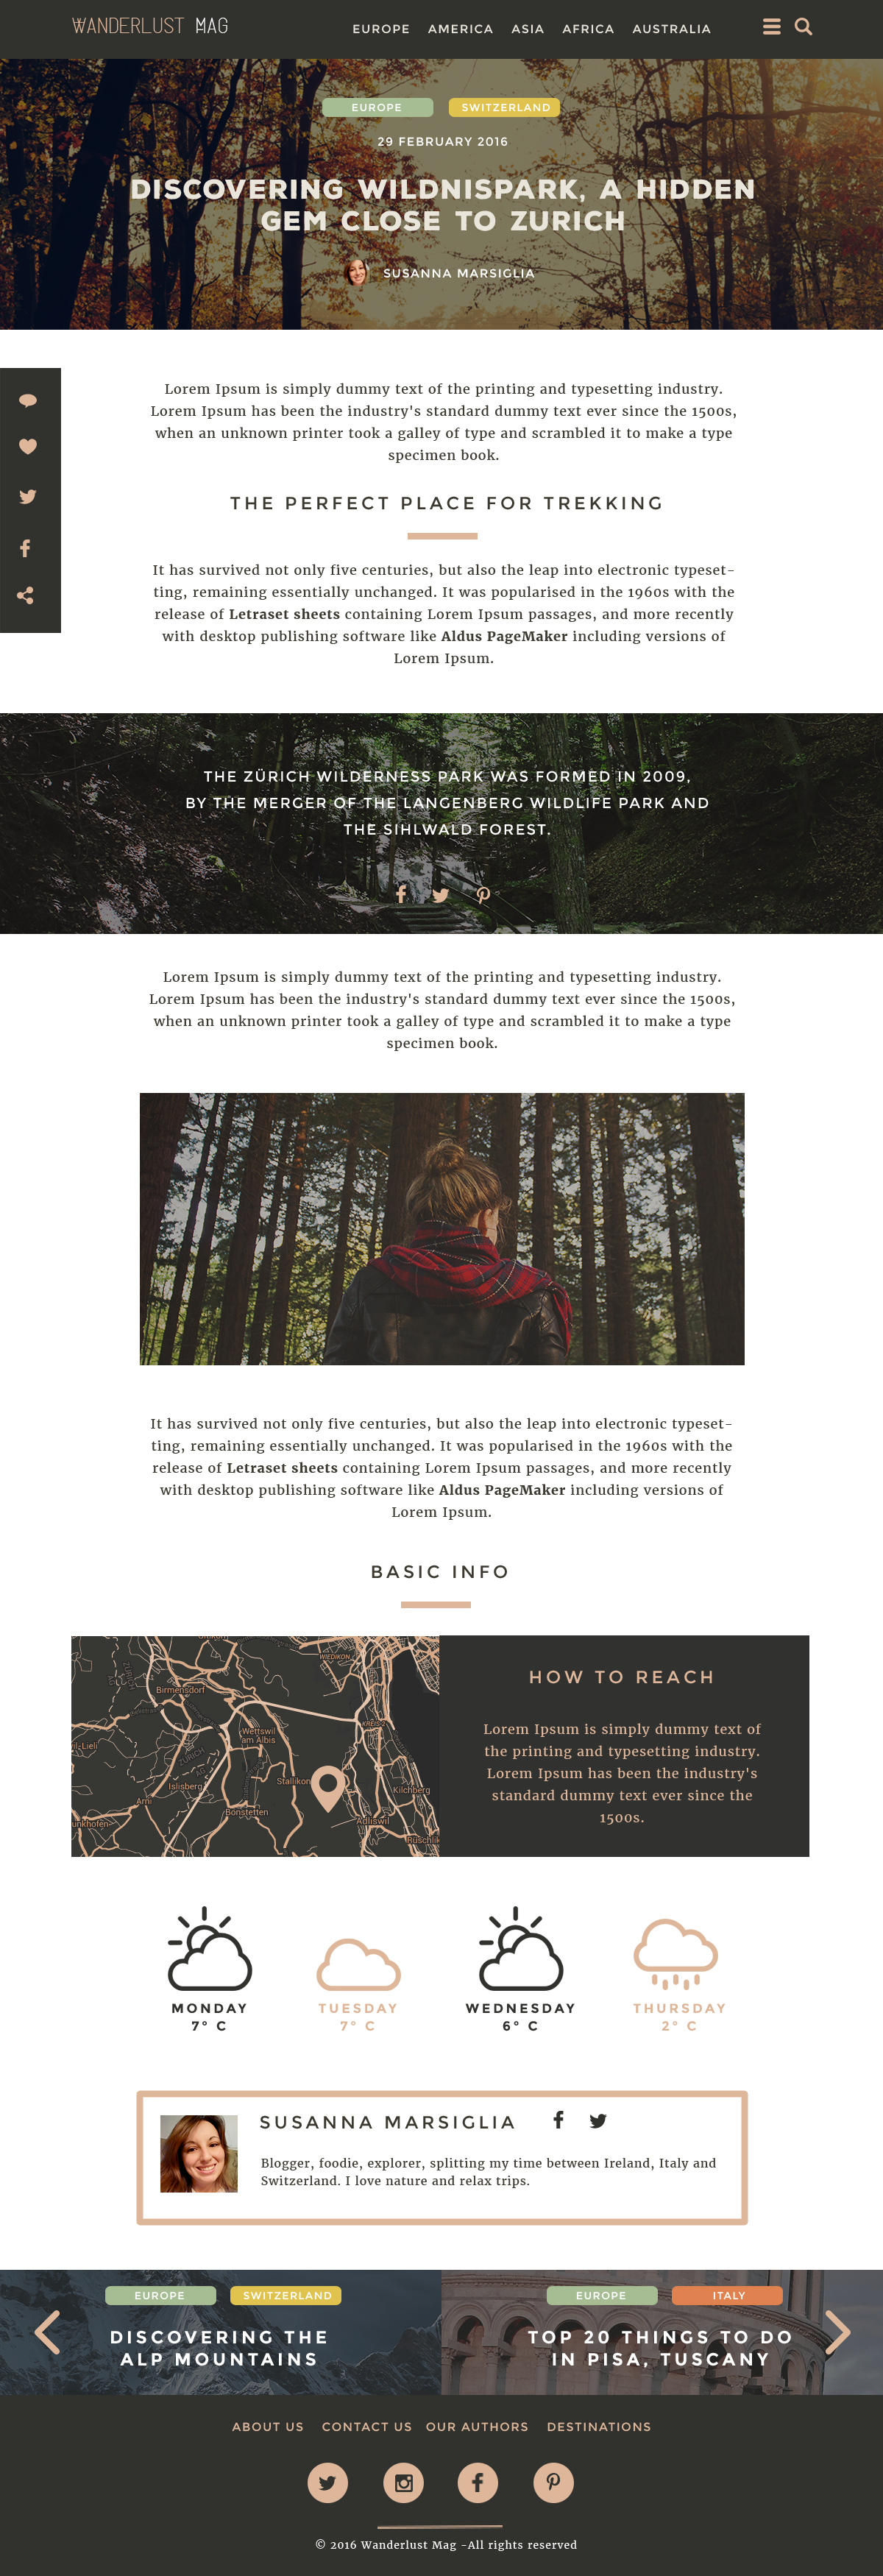 WANDERLUST MAG
EUROPE AMERICA ASIA AFRICA AUSTRALIA
EUROPE SWITZERLAND
29 FEBRUARY 2016
DISCOVERING WILDNISPARK, A HIDDEN
GEM CLOSE TO ZURICH
SUSANNA MARSIGLIA
Lorem Ipsum is simply dummy text of the printing and typesetting industry.
Lorem Ipsum has been the industry's standard dummy text ever since the 1500s,
when an unknown printer took a galley of type and scrambled it to make a type
specimen book.
THE PERFECT PLACE FOR TREKKING
It has survived not only five centuries, but also the leap into electronic typeset-
ting, remaining essentially unchanged. It was popularised in the 1960s with the
release of Letraset sheets containing Lorem Ipsum passages, and more recently
with desktop publishing software like Aldus PageMaker including versions of
Lorem Ipsum.
THE ZÜRICH WILDERNESS PARK WAS FORMED IN 2009,
BY THE MERGER OF THE LANGENBERG WILDLIFE PARK AND
THE SIHLWALD FOREST.
Lorem Ipsum is simply dummy text of the printing and typesetting industry.
Lorem Ipsum has been the industry's standard dummy text ever since the 1500s,
when an unknown printer took a galley of type and scrambled it to make a type
specimen book.
It has survived not only five centuries, but also the leap into electronic typeset-
ting, remaining essentially unchanged. It was popularised in the 1960s with the
release of Letraset sheets containing Lorem Ipsum passages, and more recently
with desktop publishing software like Aldus PageMaker including versions of
Lorem Ipsum.
BASIC INFO
WIEDIKON
Birmensdorf
ZURICH
AG
KREIS 2
Wettswil
am Albis
il-Lieli
ZURICH
AG
Stallikon
Islisberg
Kilchberg
Arni
Bonstetten
Adliswil
unkhofen
Rüschlik
HOW TO REACH
Lorem Ipsum is simply dummy text of
the printing and typesetting industry.
Lorem Ipsum has been the industry's
standard dummy text ever since the
1500s.
MONDAY
7° C
TUESDAY
7° C
WEDNESDAY
6° C
THURSDAY
2° C
SUSANNA MARSIGLIA
Blogger, foodie, explorer, splitting my time between Ireland, Italy and
Switzerland. I love nature and relax trips.
EUROPE SWITZERLAND
DISCOVERING THE
ALP MOUNTAINS
EUROPE ITALY
TOP 20 THINGS TO DO
IN PISA, TUSCANY
ABOUT US CONTACT US OUR AUTHORS DESTINATIONS
© 2016 Wanderlust Mag -All rights reserved